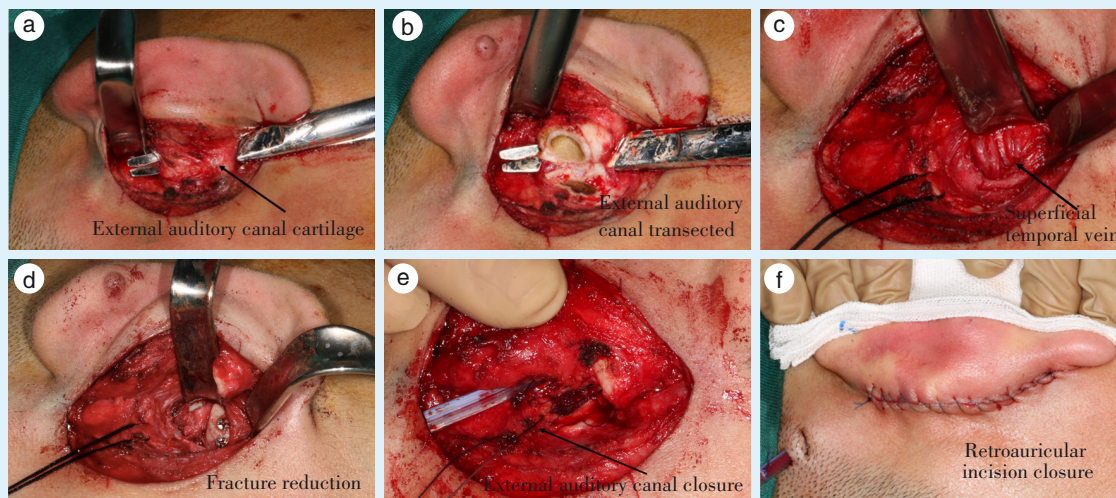 a
External auditory canal cartilage
b
External auditory
canal transected
c
Superficial
temporal vein
d
Fracture reduction
e
External auditory canal closure
f
Retroauricular
incision closure